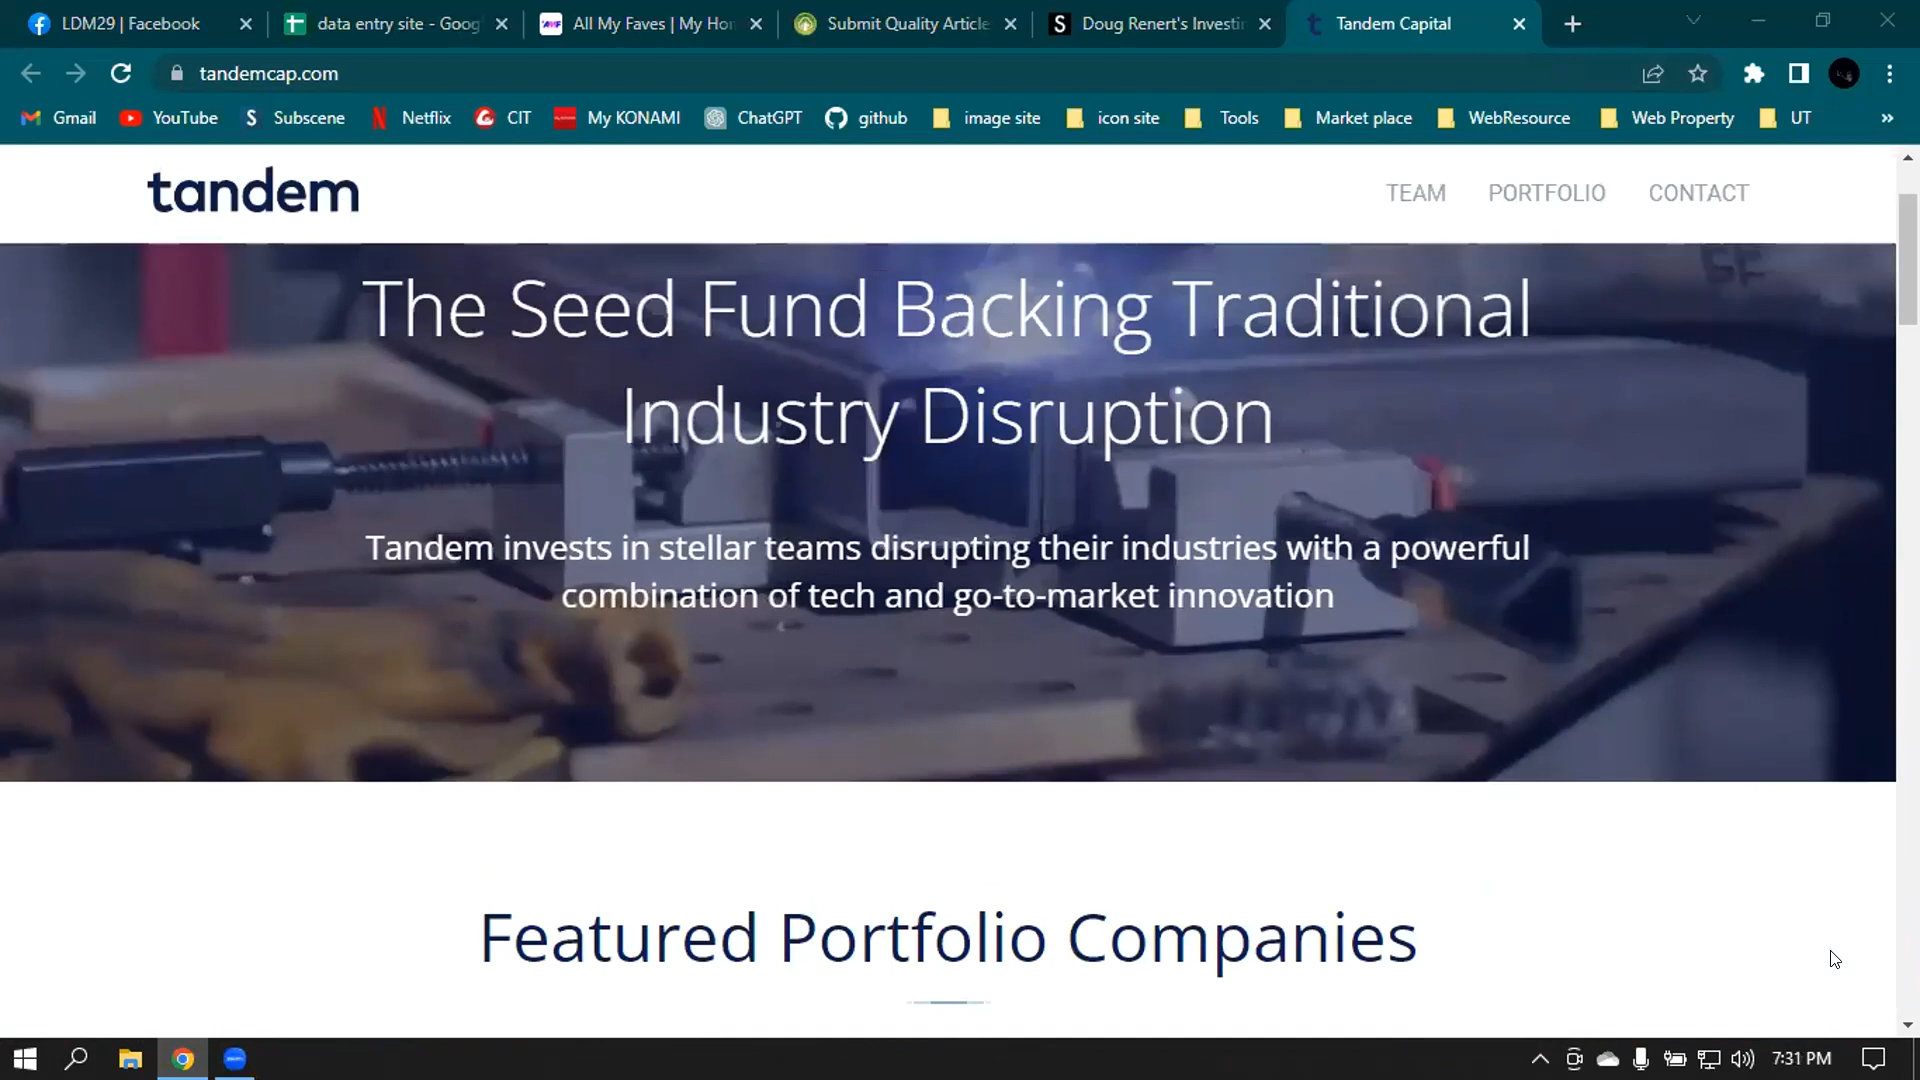 LDM29 | Facebook
data entry site - Goog
All My Faves | My Hon
Submit Quality Article
Doug Renert's Investin
Tandem Capital
tandemcap.com
Gmail
YouTube
Subscene
Netflix
CIT
My KONAMI
ChatGPT
github
image site
icon site
Tools
Market place
WebResource
Web Property
UT
»
tandem
TEAM
PORTFOLIO
CONTACT
The Seed Fund Backing Traditional
Industry Disruption
Tandem invests in stellar teams disrupting their industries with a powerful
combination of tech and go-to-market innovation
Featured Portfolio Companies
7:31 PM